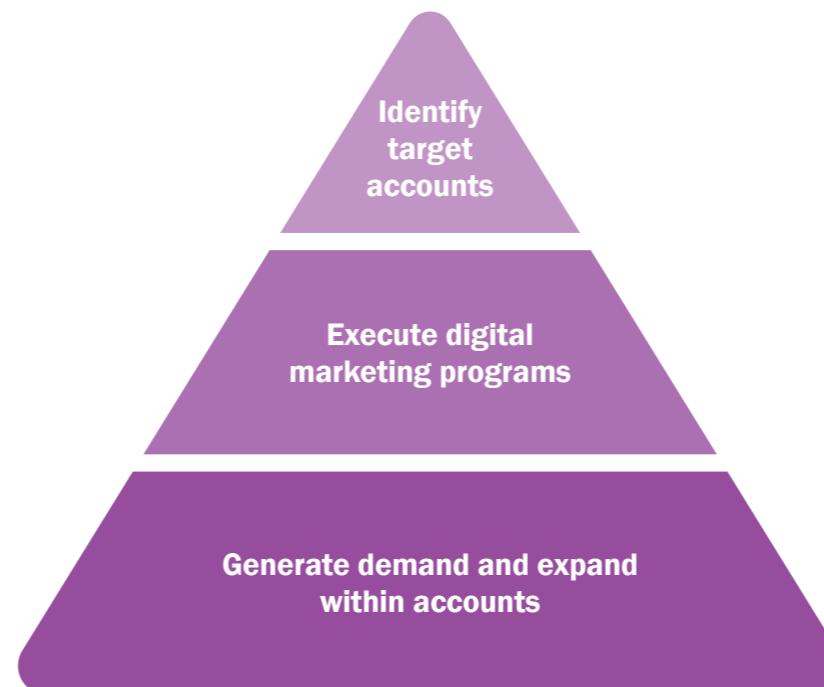 Identify
target
accounts
Execute digital
marketing programs
Generate demand and expand
within accounts